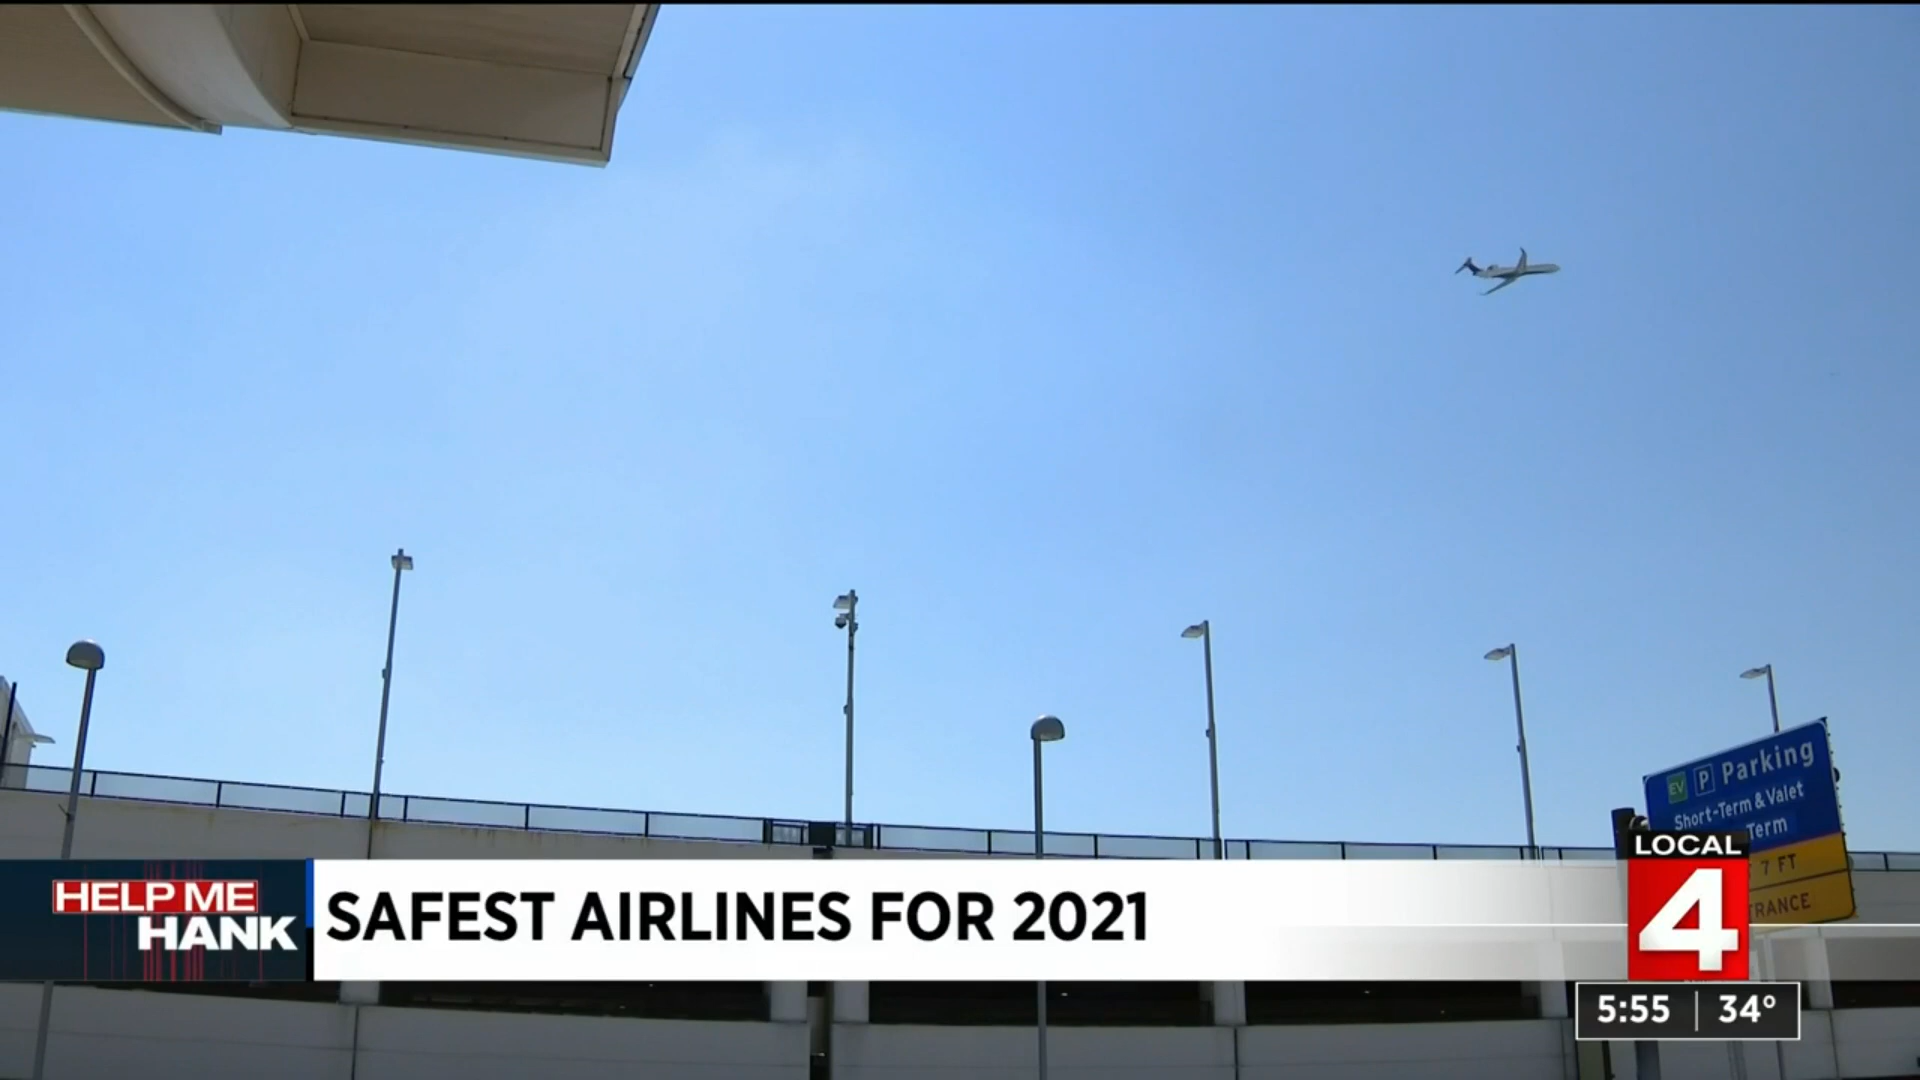 EV P Parking
Short-Term & Valet
Term
7 FT
TRANCE
LOCAL
4
HELP ME
HANK
SAFEST AIRLINES FOR 2021
5:55 34°